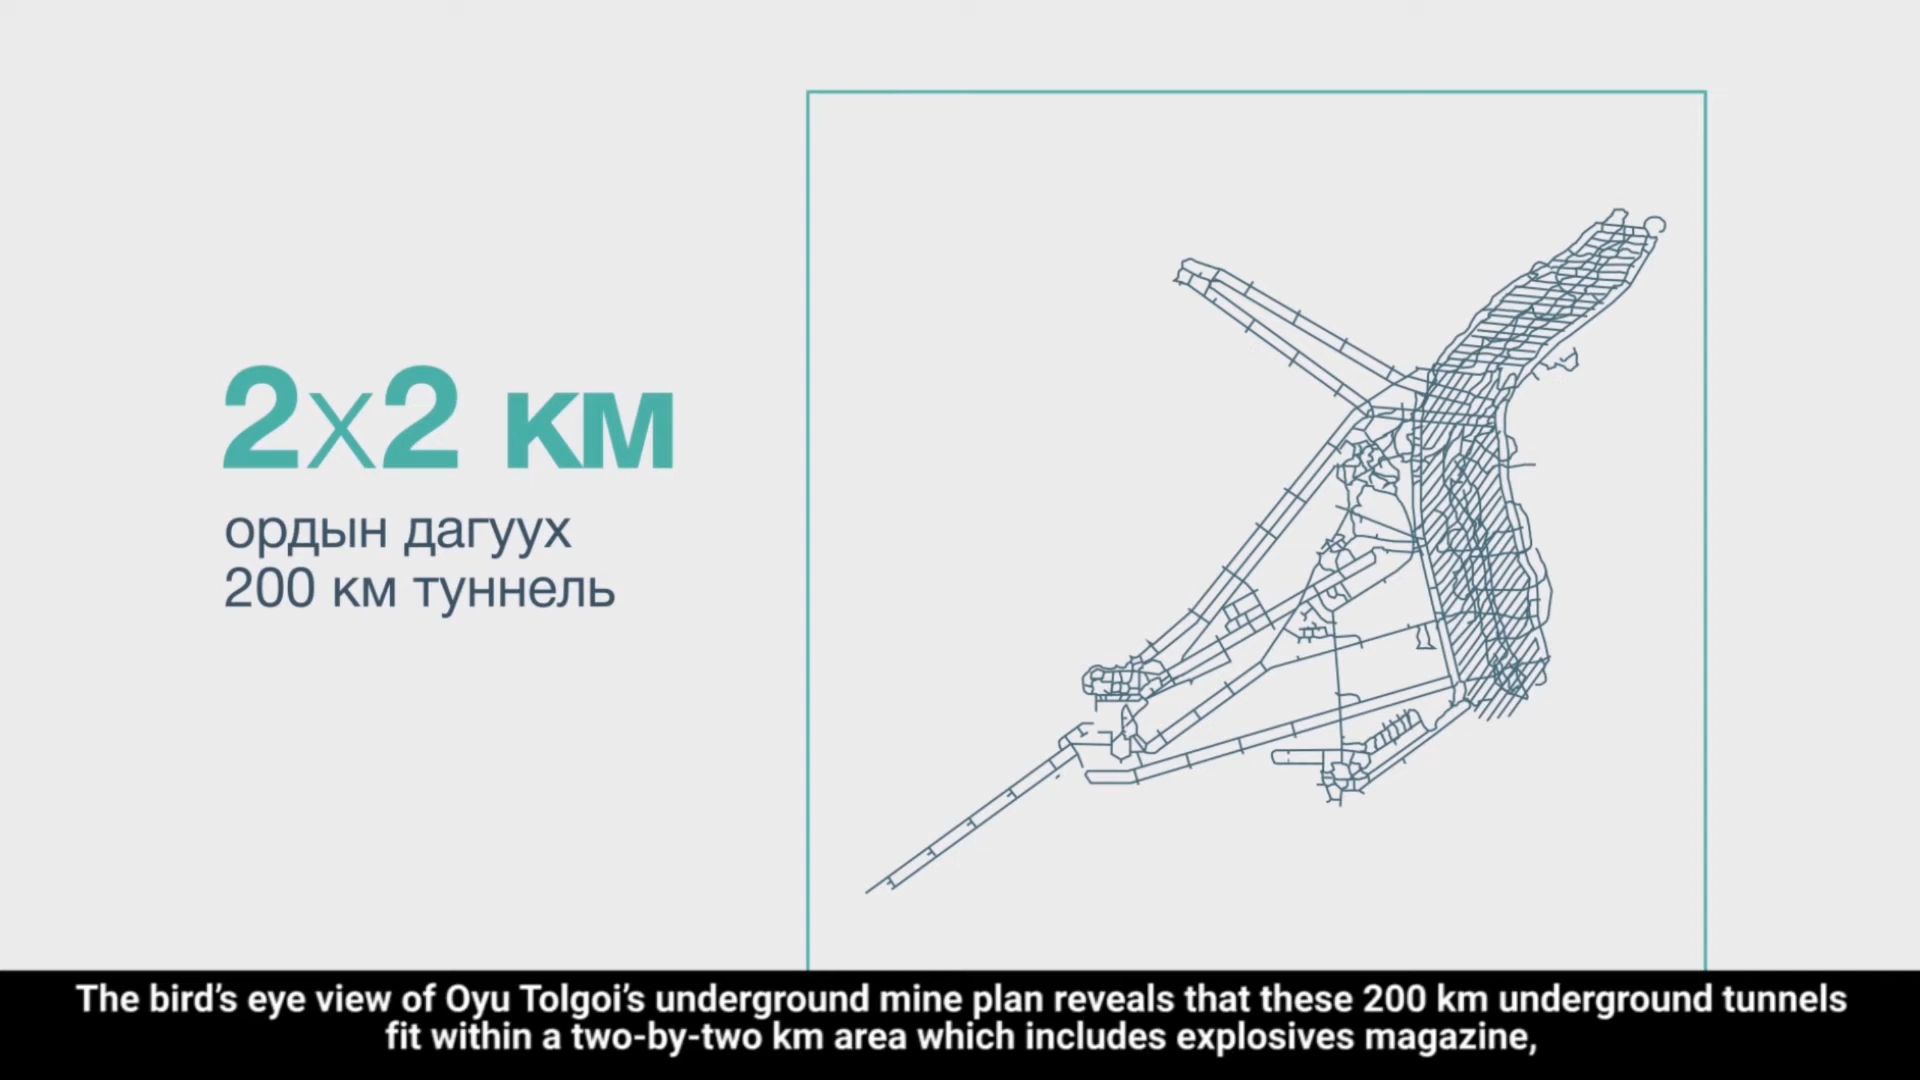 2x2 км
ордын дагуух
200 км туннель
The bird's eye view of Oyu Tolgoi's underground mine plan reveals that these 200 km underground tunnels
fit within a two-by-two km area which includes explosives magazine,